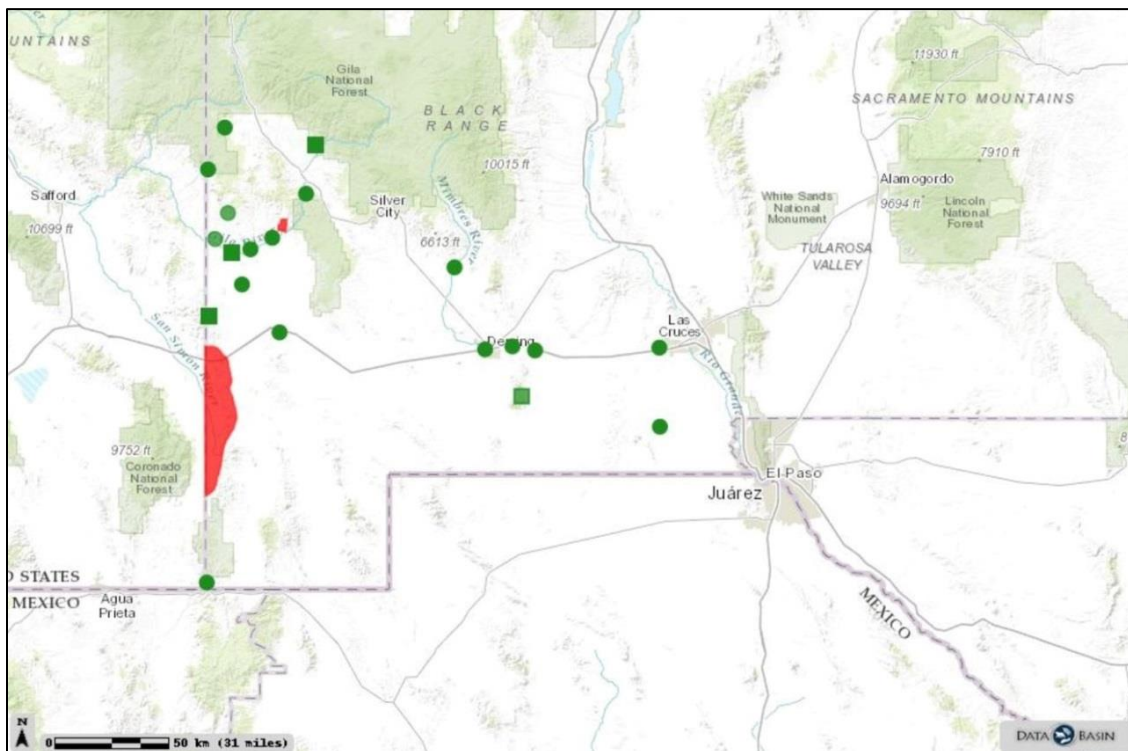 UNTAINS
Gila
National
Forest
BLACK
RANGE
11930 ft
SACRAMENTO MOUNTAINS
10015 ft
7910 ft
Safford
10699 ft
Silver
City
Mimbres River
6613 ft
White Sands
National
Monument
Alamogordo
9694 ft
Lincoln
National
Forest
TULAROSA
VALLEY
San Simon River
Las
Cruces
Rio Grande
9752 ft
Coronado
National
Forest
8
El Paso
Juárez
D STATES
MEXICO
Agua
Prieta
MEXICO
N
0 50 km (31 miles)
DATA BASIN